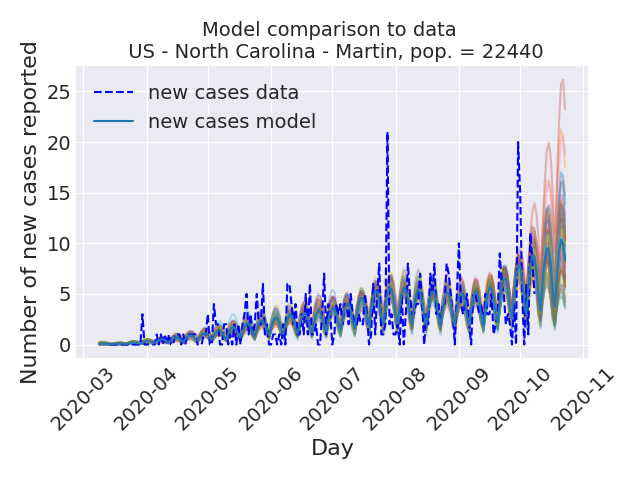 Model comparison to data
US - North Carolina - Martin, pop. = 22440
Number of new cases reported
25
20
15
10
5
0
new cases data
new cases model
2020-03
2020-04
2020-05
2020-06
2020-07
2020-08
2020-09
2020-10
2020-11
Day